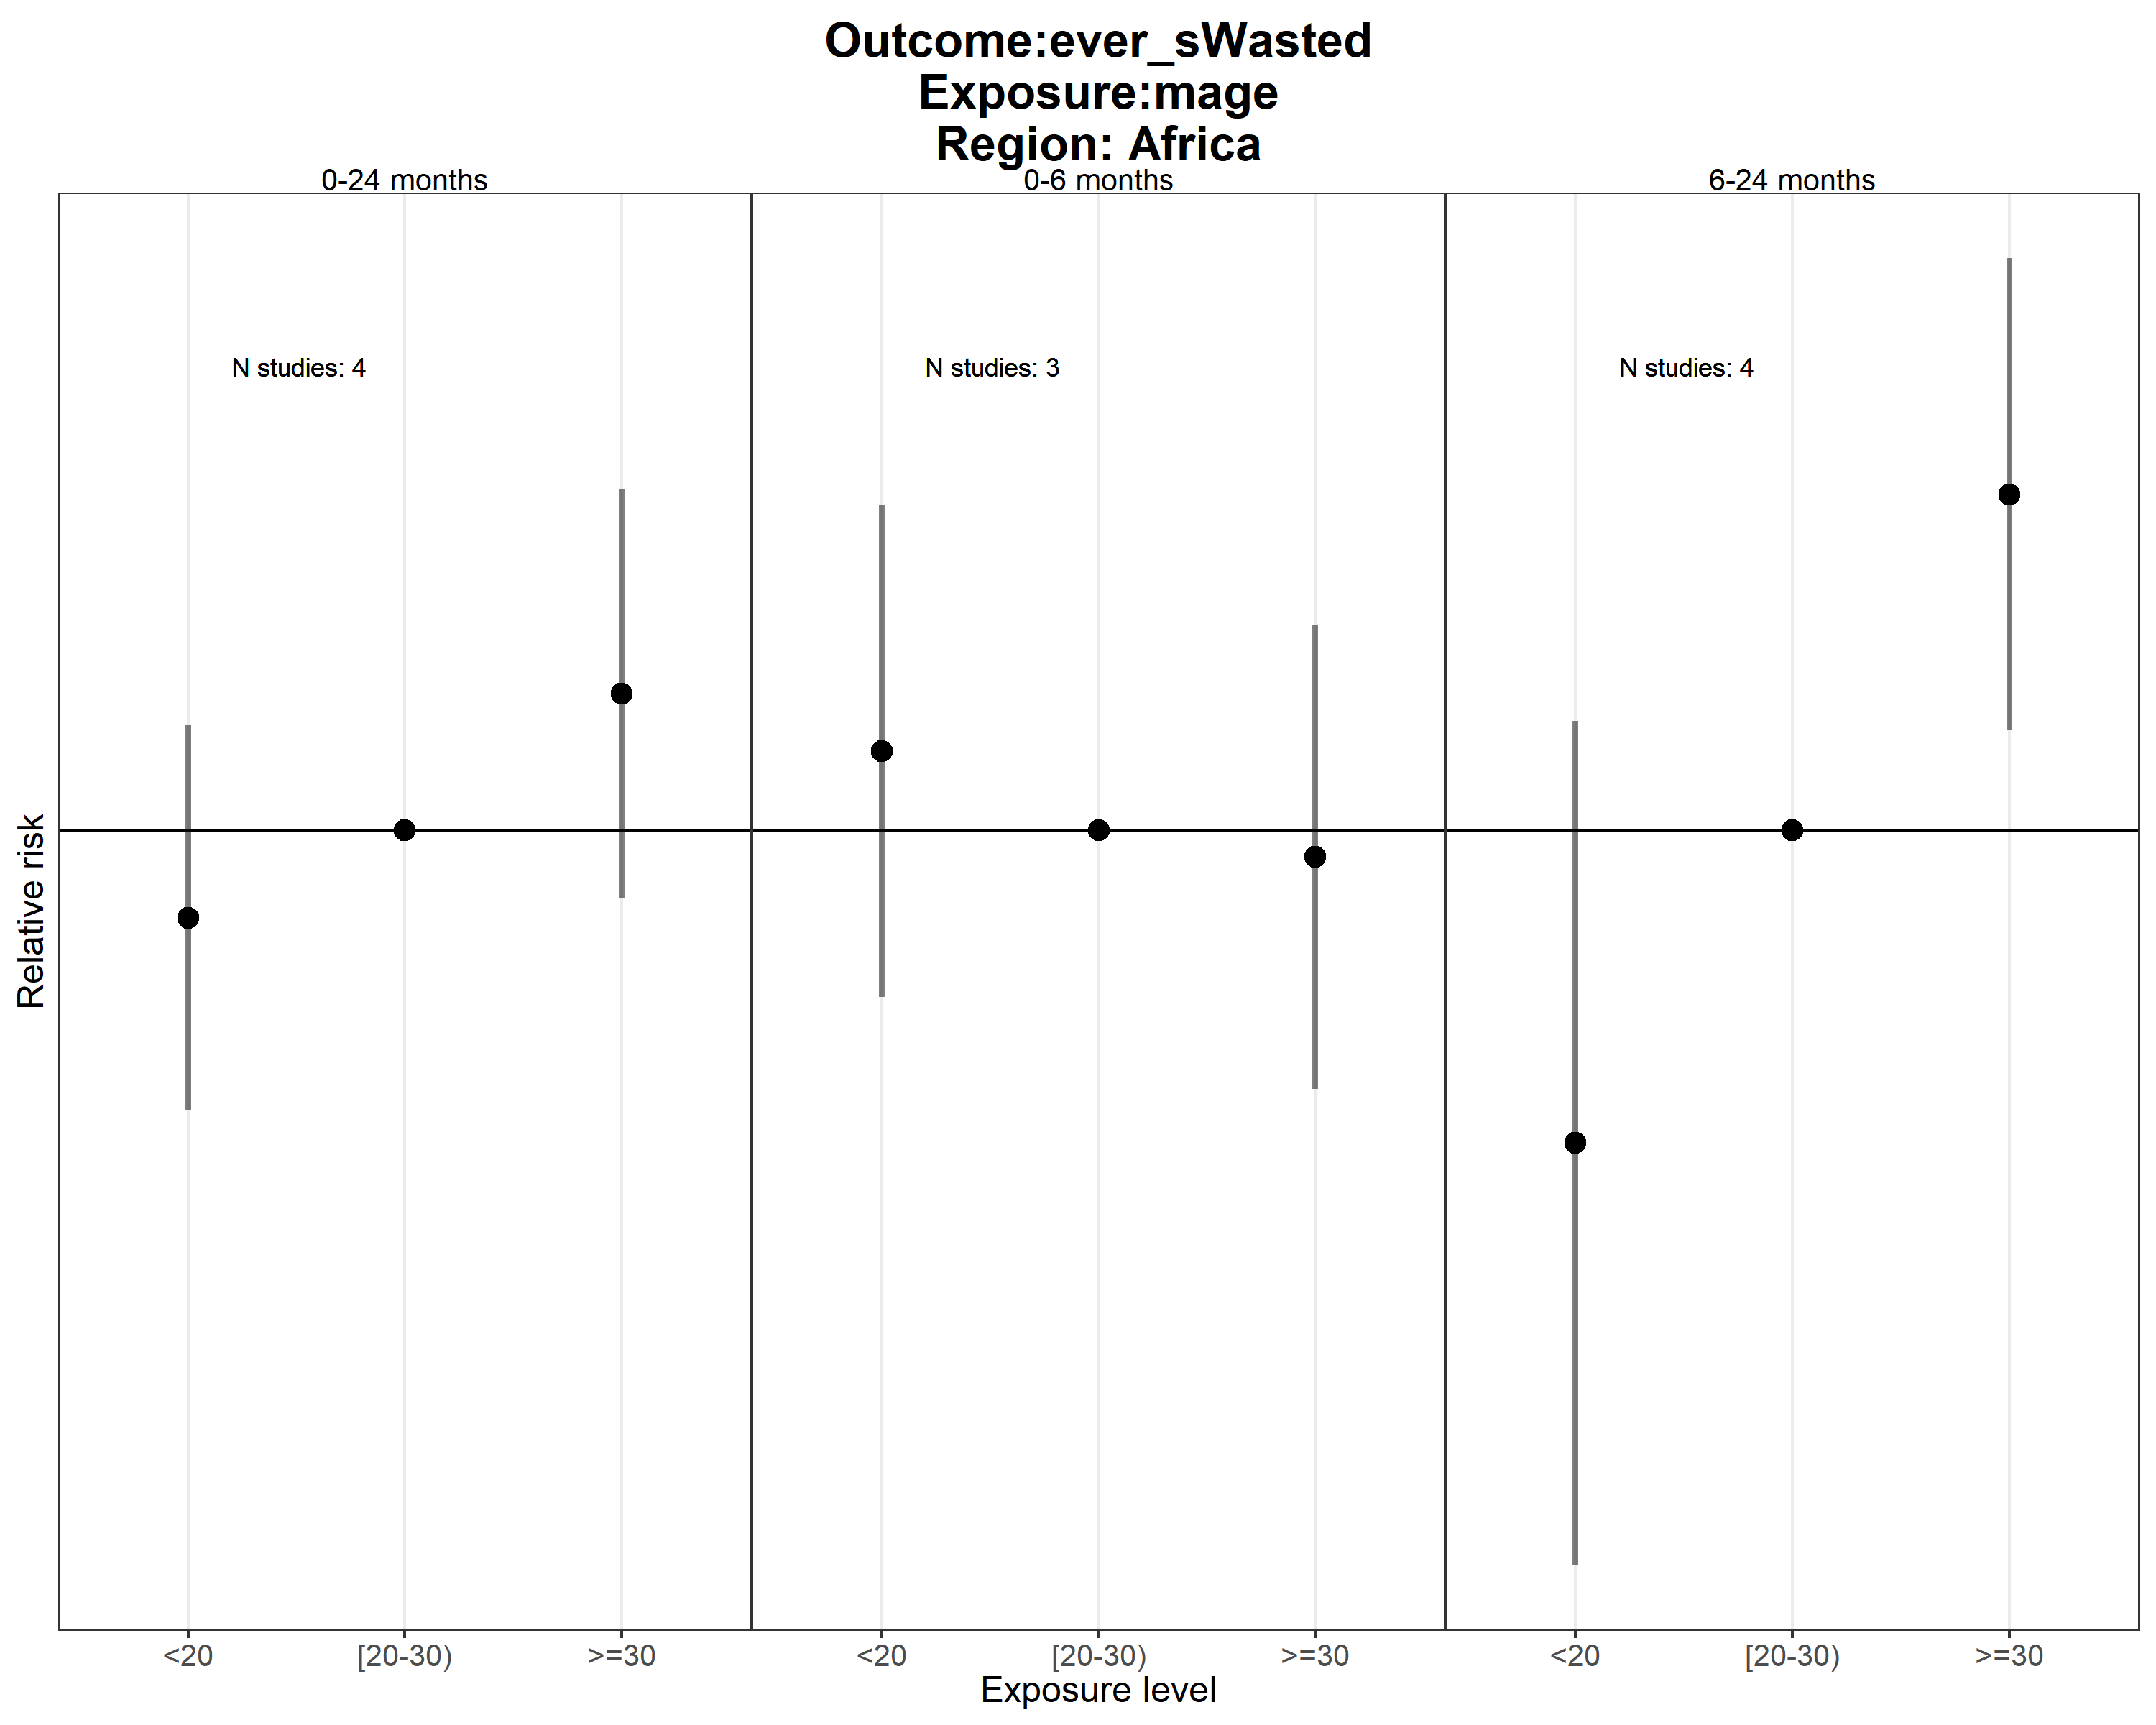 Outcome:ever_sWasted
Exposure:mage
Region: Africa
0-24 months 0-6 months 6-24 months
N studies: 4 N studies: 3 N studies: 4
Relative risk
<20 [20-30) >=30 <20 [20-30) >=30 <20 [20-30) >=30
Exposure level